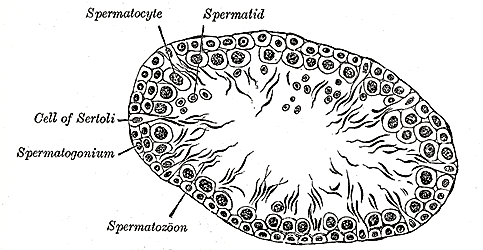 Spermatocyte
Spermatid
Cell of Sertoli
Spermatogonium
Spermatozöon